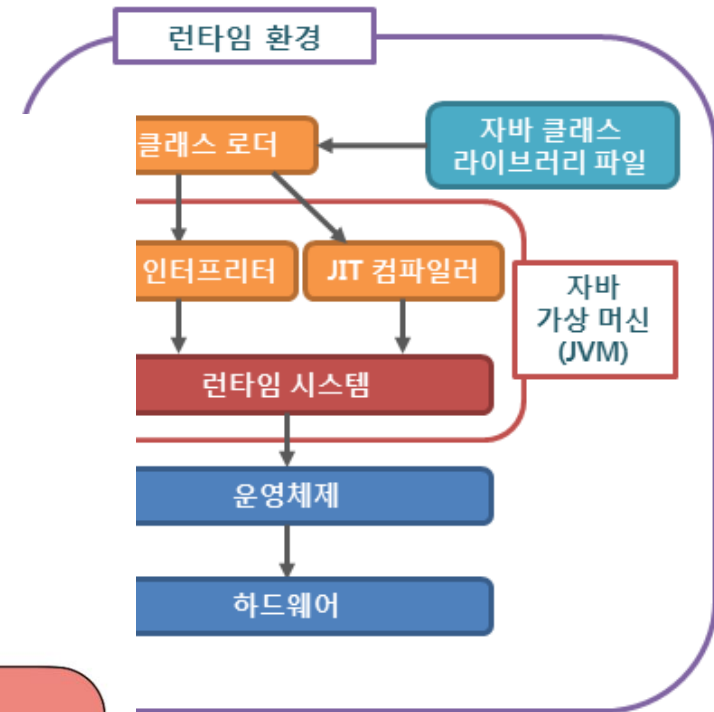 런타임 환경
클래스 로더
자바 클래스
라이브러리 파일
인터프리터
JIT 컴파일러
자바
가상 머신
(JVM)
런타임 시스템
운영체제
하드웨어